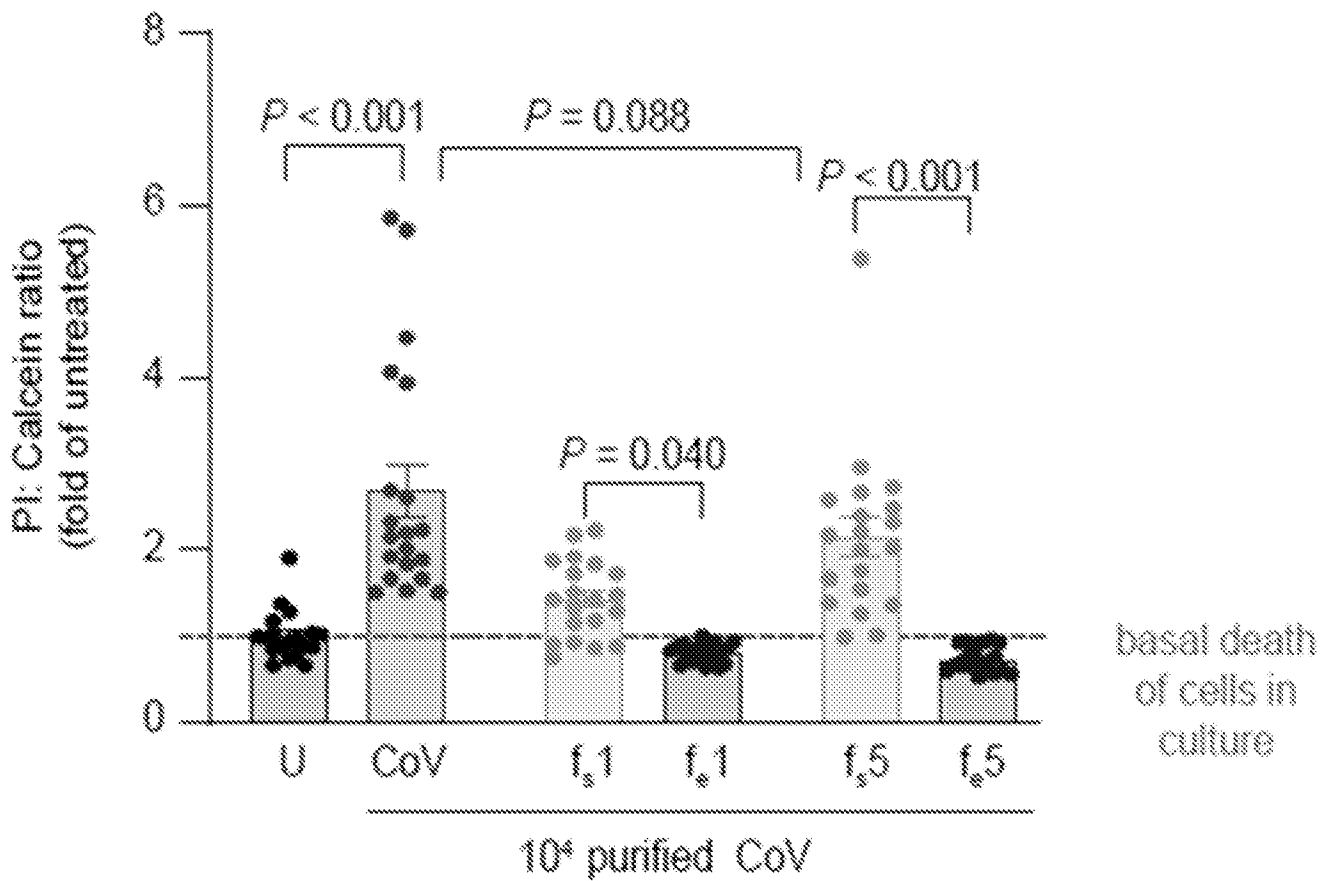 8
P < 0.001
P = 0.088
P < 0.001
6
PI: Calcein ratio
(fold of untreated)
4
P = 0.040
2
0
basal death
of cells in
culture
U CoV fs1 fe1 fs5 fe5
10⁴ purified CoV